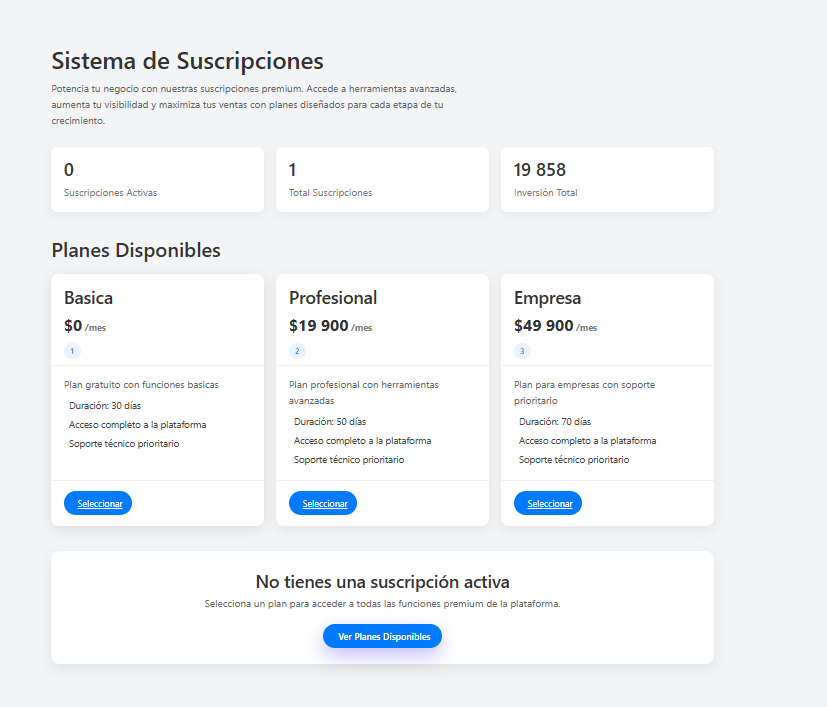 Sistema de Suscripciones
Potencia tu negocio con nuestras suscripciones premium. Accede a herramientas avanzadas,
aumenta tu visibilidad y maximiza tus ventas con planes diseñados para cada etapa de tu
crecimiento.
0
Suscripciones Activas
1
Total Suscripciones
19 858
Inversión Total
Planes Disponibles
Basica
$0 /mes
1
Plan gratuito con funciones basicas
Duración: 30 días
Acceso completo a la plataforma
Soporte técnico prioritario
Seleccionar
Profesional
$19 900 /mes
2
Plan profesional con herramientas
avanzadas
Duración: 50 días
Acceso completo a la plataforma
Soporte técnico prioritario
Seleccionar
Empresa
$49 900 /mes
3
Plan para empresas con soporte
prioritario
Duración: 70 días
Acceso completo a la plataforma
Soporte técnico prioritario
Seleccionar
No tienes una suscripción activa
Selecciona un plan para acceder a todas las funciones premium de la plataforma.
Ver Planes Disponibles